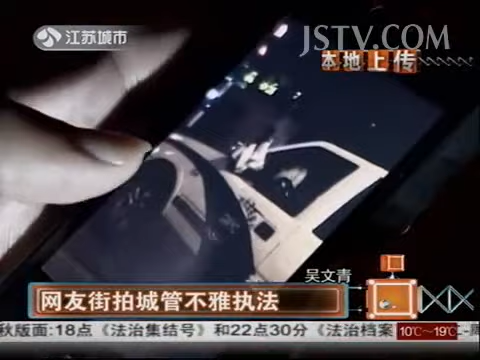 江苏城市
JSTV.COM
本地上传
吴文青
网友街拍城管不雅执法
秋版面:18点《法治集结号》和22点30分《法治档案
10℃~19℃